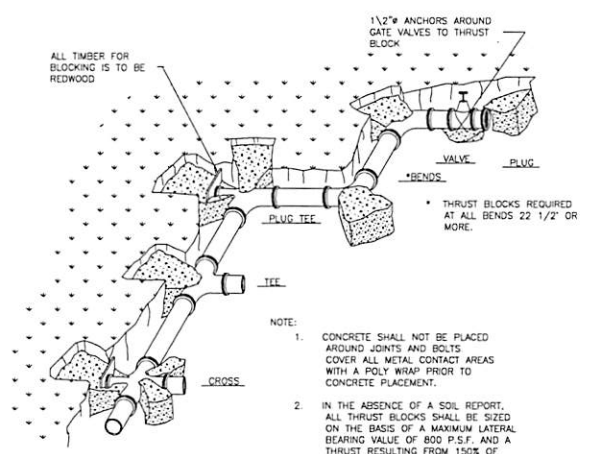 1\2"ø ANCHORS AROUND
GATE VALVES TO THRUST
BLOCK
ALL TIMBER FOR
BLOCKING IS TO BE
REDWOOD
VALVE
PLUG
*BENDS
* THRUST BLOCKS REQUIRED
AT ALL BENDS 22 1/2' OR
MORE.
PLUG TEE
TEE
CROSS
NOTE:
1. CONCRETE SHALL NOT BE PLACED
AROUND JOINTS AND BOLTS
COVER ALL METAL CONTACT AREAS
WITH A POLY WRAP PRIOR TO
CONCRETE PLACEMENT.
2. IN THE ABSENCE OF A SOIL REPORT,
ALL THRUST BLOCKS SHALL BE SIZED
ON THE BASIS OF A MAXIMUM LATERAL
BEARING VALUE OF 800 P.S.F. AND A
THRUST RESULTING FROM 150% OF